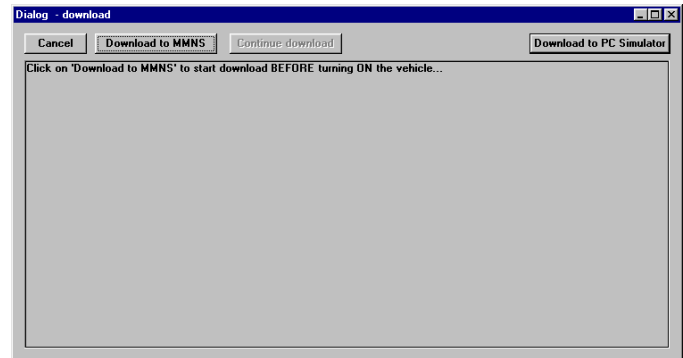 Dialog - download
Cancel Download to MMNS Continue download Download to PC Simulator
Click on 'Download to MMNS' to start download BEFORE turning ON the vehicle...